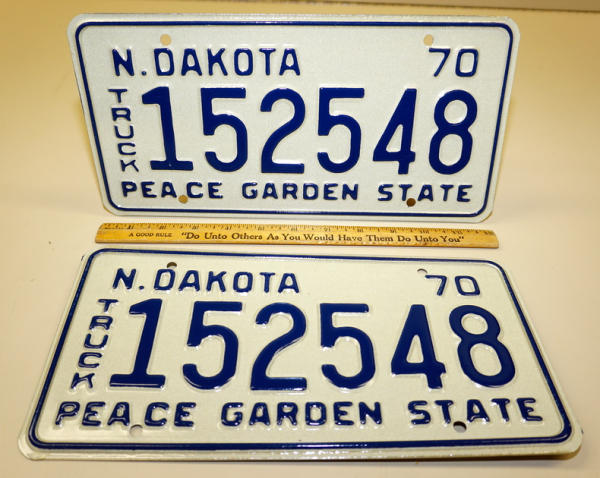 N. DAKOTA 70
TRUCK
152548
PEACE GARDEN STATE
A GOOD RULE "Do Unto Others As You Would Have Them Do Unto You"
N. DAKOTA 70
TRUCK
152548
PEACE GARDEN STATE